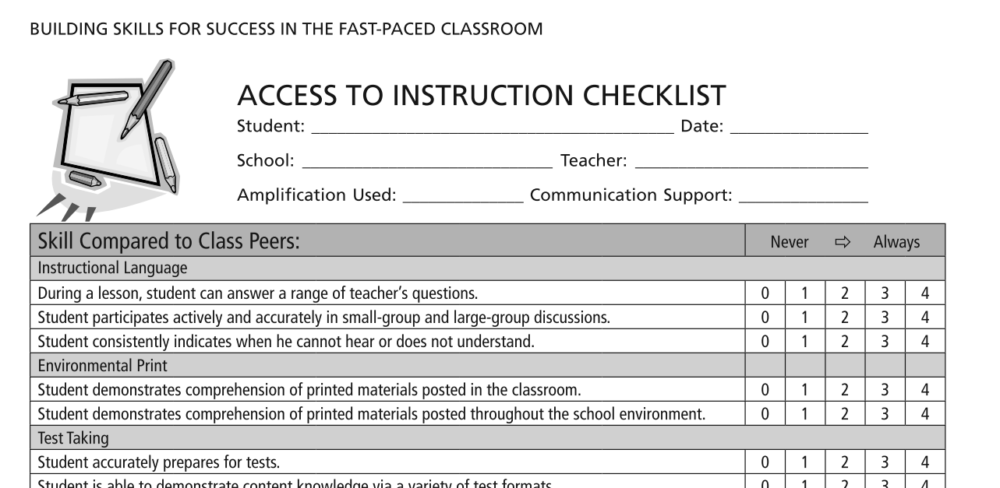 BUILDING SKILLS FOR SUCCESS IN THE FAST-PACED CLASSROOM
ACCESS TO INSTRUCTION CHECKLIST
Student: ___ Date: ___
School: ___ Teacher: ___
Amplification Used: ___ Communication Support: ___
Skill Compared to Class Peers: Never ⇨ Always
Instructional Language
During a lesson, student can answer a range of teacher’s questions. 0 1 2 3 4
Student participates actively and accurately in small-group and large-group discussions. 0 1 2 3 4
Student consistently indicates when he cannot hear or does not understand. 0 1 2 3 4
Environmental Print
Student demonstrates comprehension of printed materials posted in the classroom. 0 1 2 3 4
Student demonstrates comprehension of printed materials posted throughout the school environment. 0 1 2 3 4
Test Taking
Student accurately prepares for tests. 0 1 2 3 4
Student is able to demonstrate content knowledge via a variety of test formats. 0 1 2 3 4